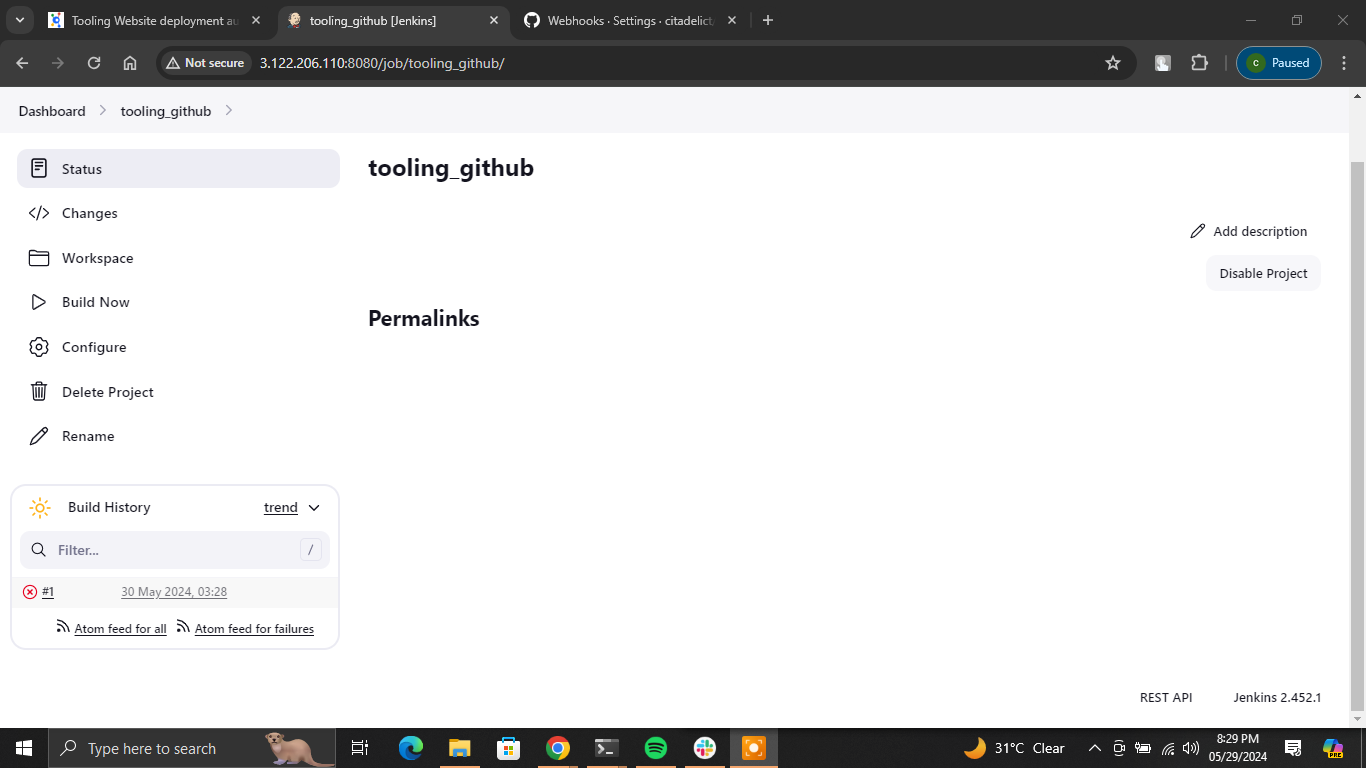 Tooling Website deployment au
tooling_github [Jenkins]
Webhooks · Settings · citadelict
Not secure
3.122.206.110:8080/job/tooling_github/
c
Paused
Dashboard
tooling_github
Status
Changes
Workspace
Build Now
Configure
Delete Project
Rename
tooling_github
Add description
Disable Project
Permalinks
Build History
trend
Filter...
/
#1
30 May 2024, 03:28
Atom feed for all
Atom feed for failures
REST API
Jenkins 2.452.1
Type here to search
31°C Clear
8:29 PM
05/29/2024
PRE